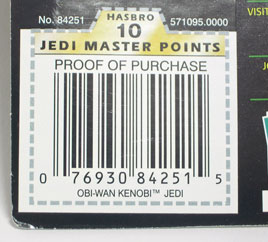 HASBRO
No. 84251 10 571095.0000
JEDI MASTER POINTS
PROOF OF PURCHASE
0 76930 84251 5
OBI-WAN KENOBI™ JEDI
VISIT